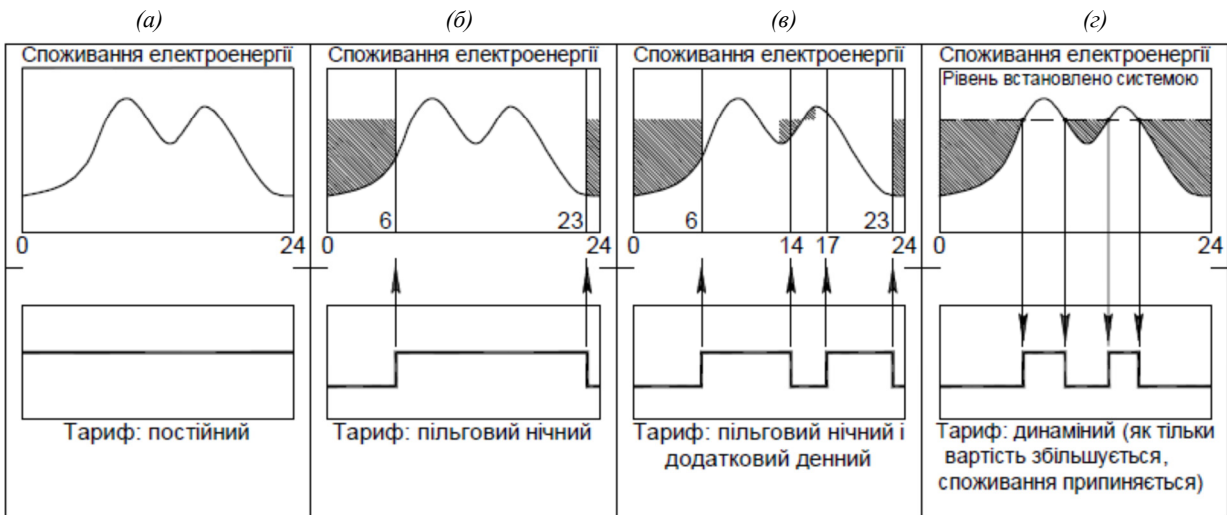 (а)
(б)
(в)
(г)
Споживання електроенергії
0
24
Тариф: постійний
Споживання електроенергії
6
23
0
24
Тариф: пільговий нічний
Споживання електроенергії
6
23
0
14
17
24
Тариф: пільговий нічний і
додатковий денний
Споживання електроенергії
Рівень встановлено системою
0
24
Тариф: динаміний (як тільки
вартість збільшується,
споживання припиняється)